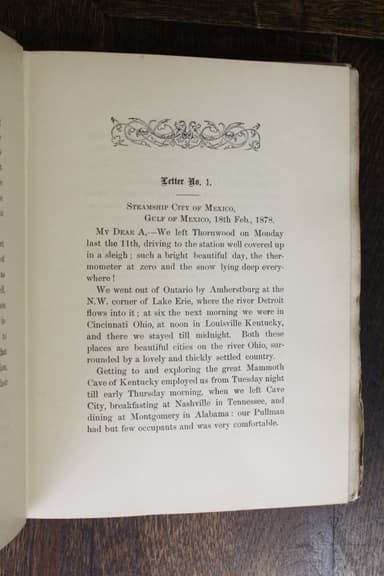 Letter No. 1.
STEAMSHIP CITY OF MEXICO,
GULF OF MEXICO, 18th Feb., 1878.
MY DEAR A,—We left Thornwood on Monday
last the 11th, driving to the station well covered up
in a sleigh; such a bright beautiful day, the ther-
mometer at zero and the snow lying deep every-
where!
We went out of Ontario by Amherstburg at the
N.W. corner of Lake Erie, where the river Detroit
flows into it; at six the next morning we were in
Cincinnati Ohio, at noon in Louisville Kentucky,
and there we stayed till midnight. Both these
places are beautiful cities on the river Ohio, sur-
rounded by a lovely and thickly settled country.
Getting to and exploring the great Mammoth
Cave of Kentucky employed us from Tuesday night
till early Thursday morning, when we left Cave
City, breakfasting at Nashville in Tennessee, and
dining at Montgomery in Alabama: our Pullman
had but few occupants and was very comfortable.